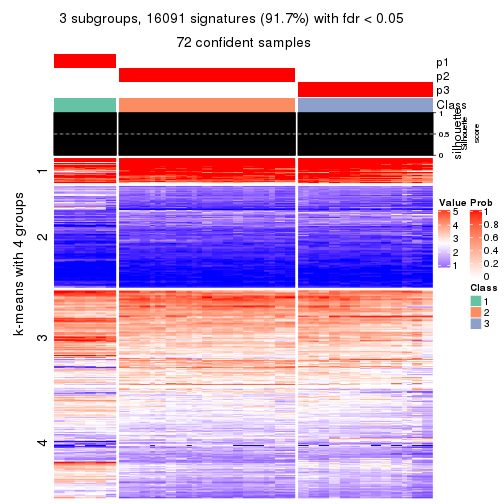 3 subgroups, 16091 signatures (91.7%) with fdr < 0.05
72 confident samples
p1
p2
p3
Class
1
0.5
0
silhouette
Silhouette
score
k-means with 4 groups
1
2
3
4
Value
5
4
3
2
1
Prob
1
0.8
0.6
0.4
0.2
0
Class
1
2
3